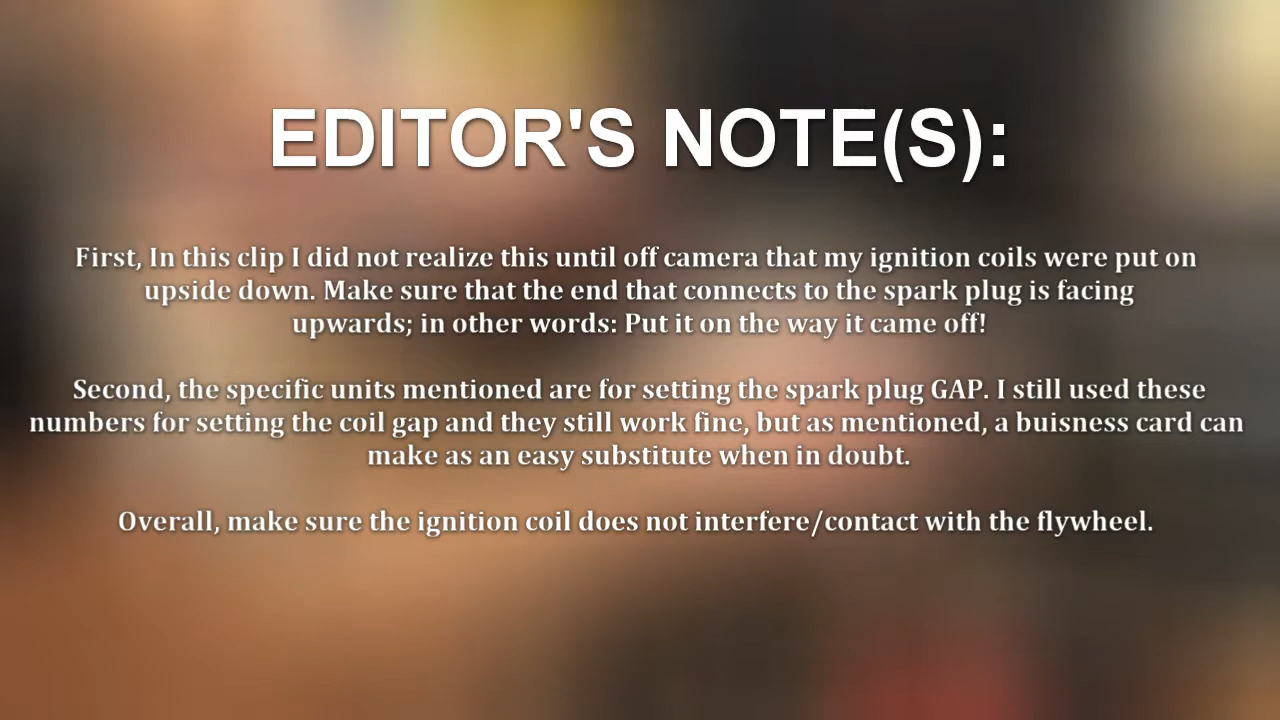 EDITOR'S NOTE(S):
First, In this clip I did not realize this until off camera that my ignition coils were put on
upside down. Make sure that the end that connects to the spark plug is facing
upwards; in other words: Put it on the way it came off!
Second, the specific units mentioned are for setting the spark plug GAP. I still used these
numbers for setting the coil gap and they still work fine, but as mentioned, a buisness card can
make as an easy substitute when in doubt.
Overall, make sure the ignition coil does not interfere/contact with the flywheel.